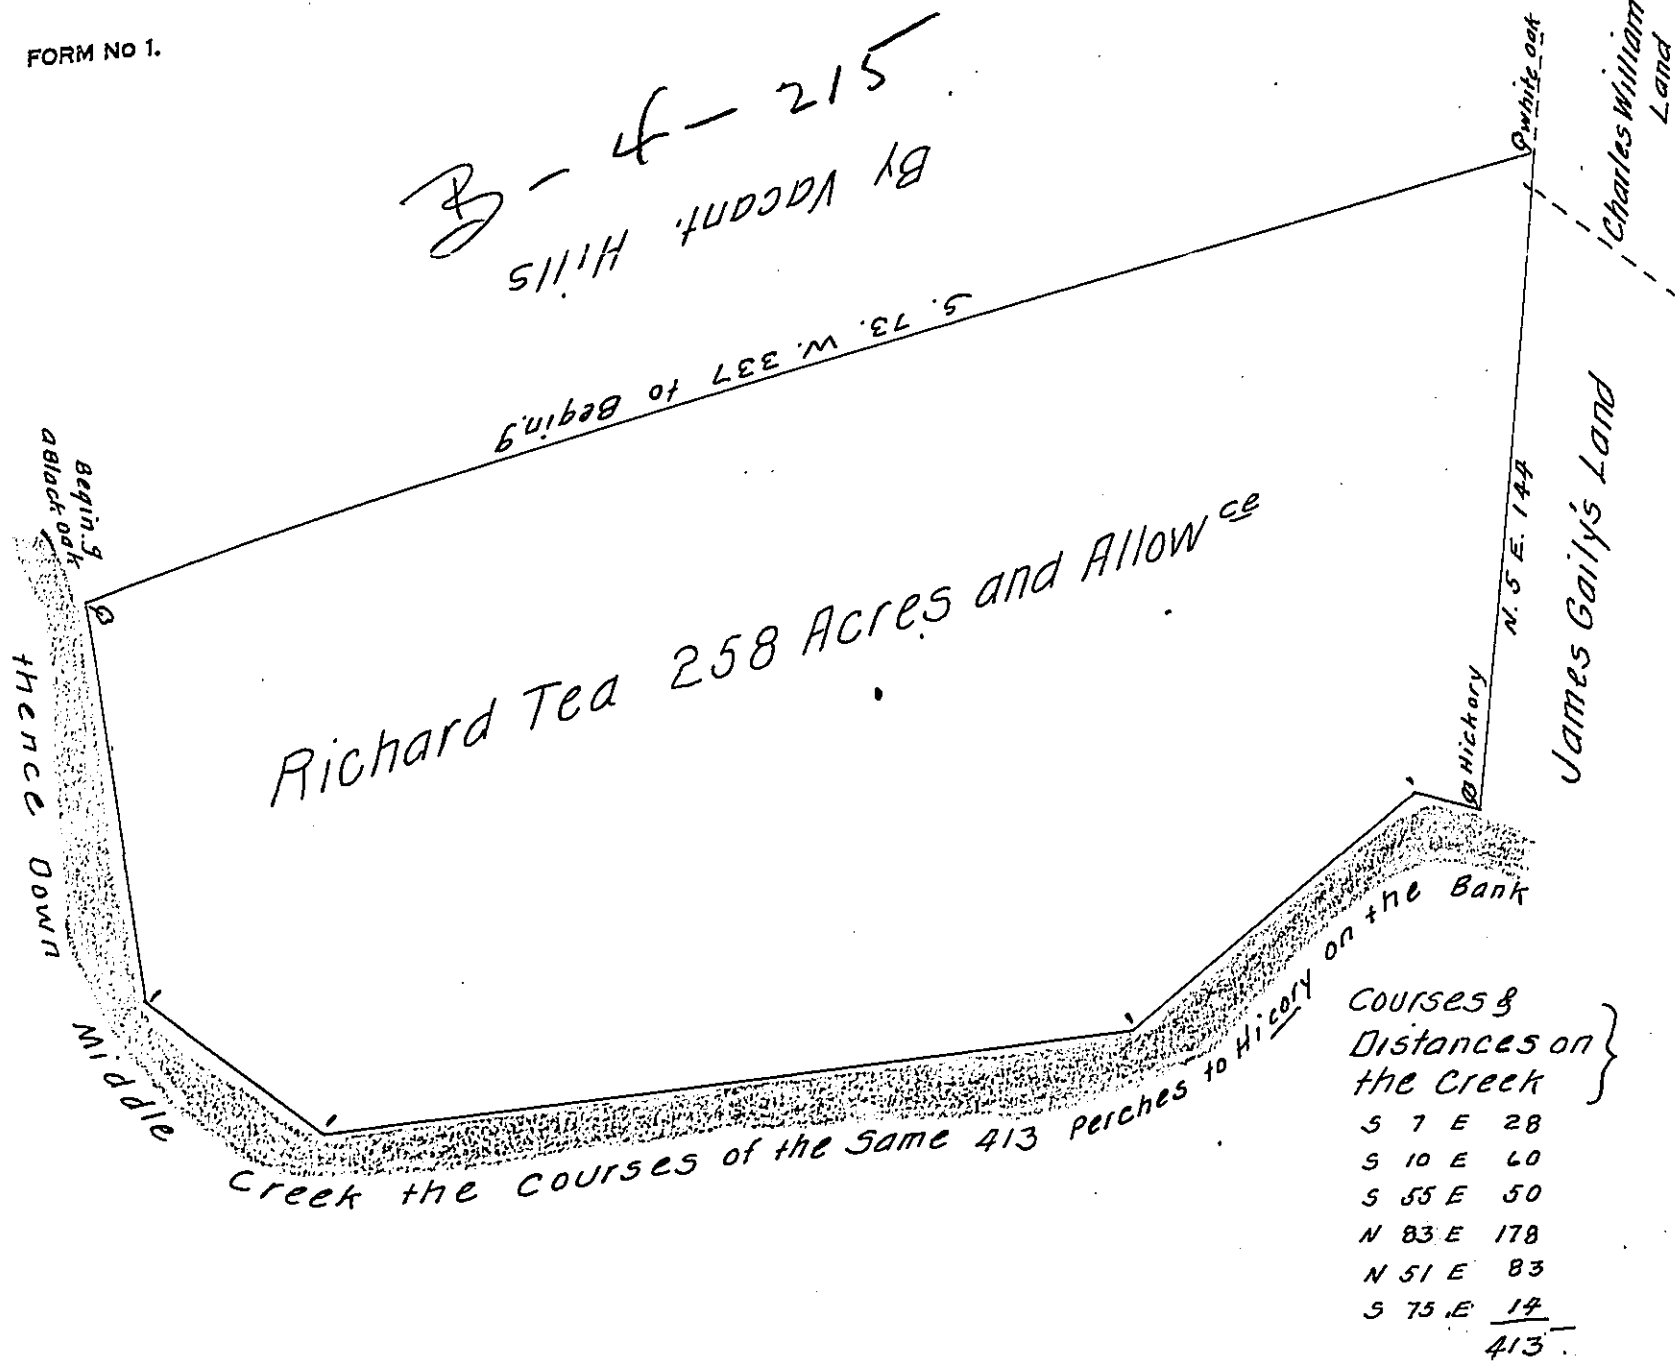 FORM No 1.
B - 4 - 215
By Vacant. Hills
S. 73. W. 337 to Begin.g
white oak
Charles William
Land
Begin.g
a Black oak
Richard Tea 258 Acres and Allow ce
N. 5 E. 144
James Gaily's Land
Hickory
thence Down Middle Creek the Courses of the Same 413 Perches to Hicory on the Bank
Courses &
Distances on
the Creek
S 7 E 28
S 10 E 60
S 55 E 50
N 83 E 178
N 51 E 83
S 75 E 14
413